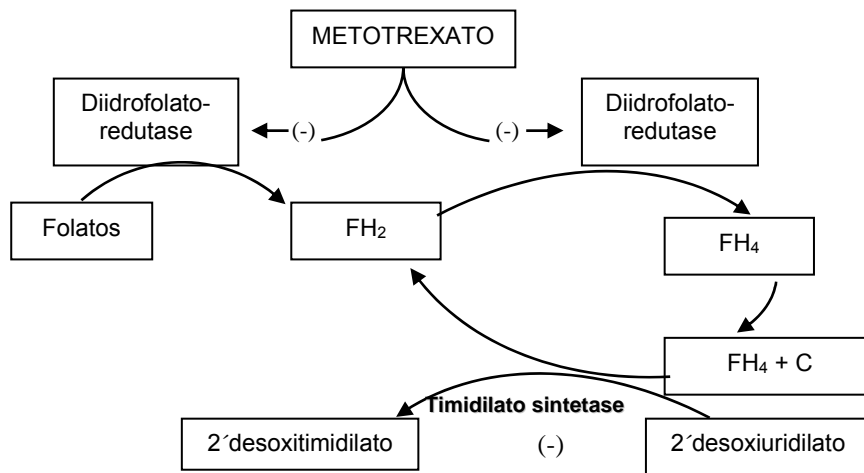 METOTREXATO
Diidrofolato-
redutase
(-)
(-)
Diidrofolato-
redutase
Folatos
FH₂
FH₄
FH₄ + C
Timidilato sintetase
2´desoxitimidilato
(-)
2´desoxiuridilato